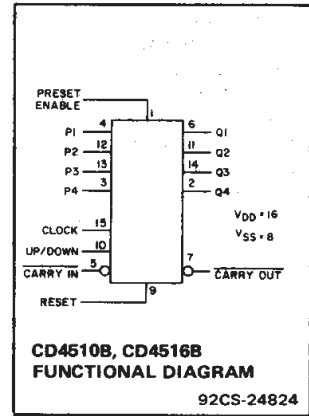 PRESET
ENABLE
1
P1 4 6 Q1
P2 12 11 Q2
P3 13 14 Q3
P4 3 2 Q4
CLOCK 15
UP/DOWN 10
CARRY IN 5 7 CARRY OUT
RESET 9
VDD = 16
VSS = 8
CD4510B, CD4516B
FUNCTIONAL DIAGRAM
92CS-24824